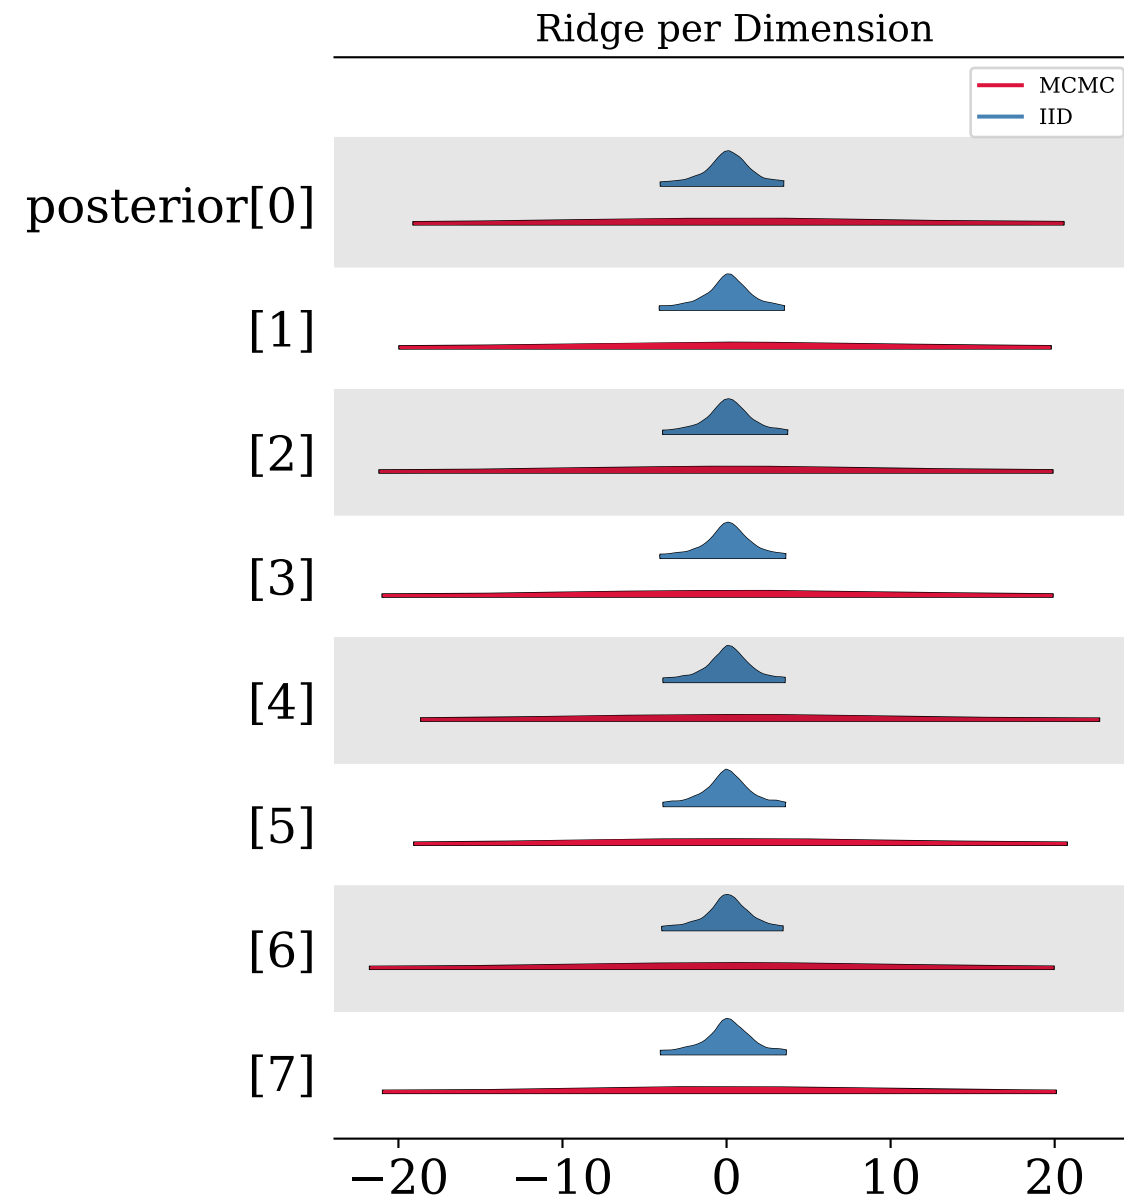 Ridge per Dimension
MCMC
IID
posterior[0]
[1]
[2]
[3]
[4]
[5]
[6]
[7]
−20 −10 0 10 20